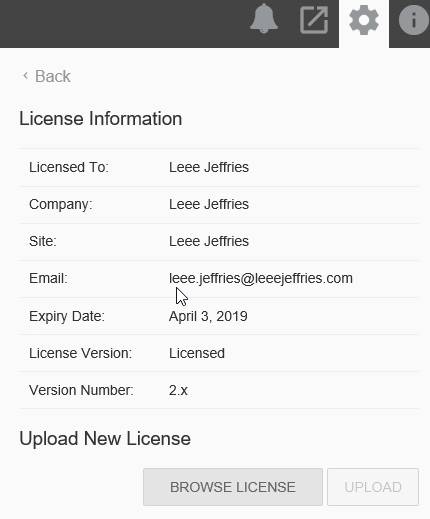 ‹ Back
License Information
Licensed To: Leee Jeffries
Company: Leee Jeffries
Site: Leee Jeffries
Email: leee.jeffries@leeejeffries.com
Expiry Date: April 3, 2019
License Version: Licensed
Version Number: 2.x
Upload New License
BROWSE LICENSE UPLOAD